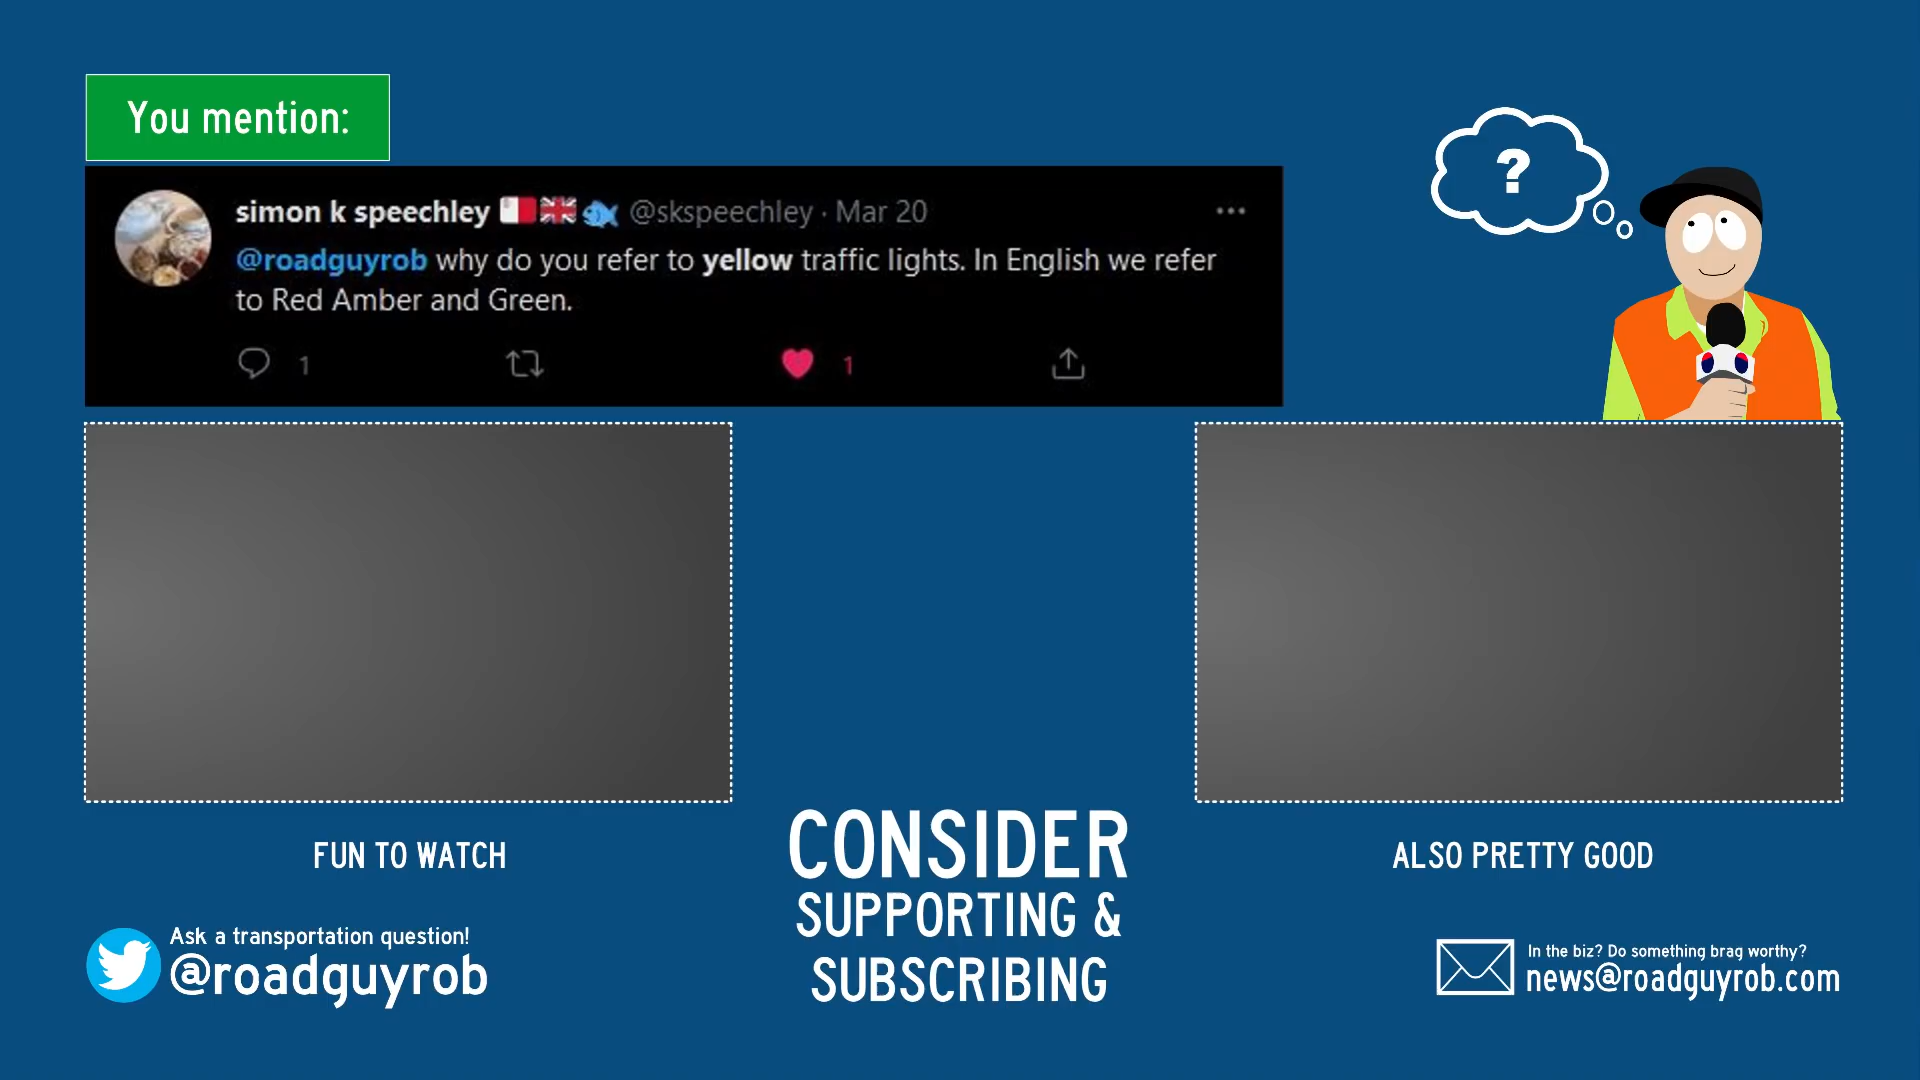 You mention:
simon k speechley 🇲🇹🇬🇧🐟 @skspeechley · Mar 20
@roadguyrob why do you refer to yellow traffic lights. In English we refer
to Red Amber and Green.
1
1
?
FUN TO WATCH
ALSO PRETTY GOOD
CONSIDER
SUPPORTING &
SUBSCRIBING
Ask a transportation question!
@roadguyrob
In the biz? Do something brag worthy?
news@roadguyrob.com